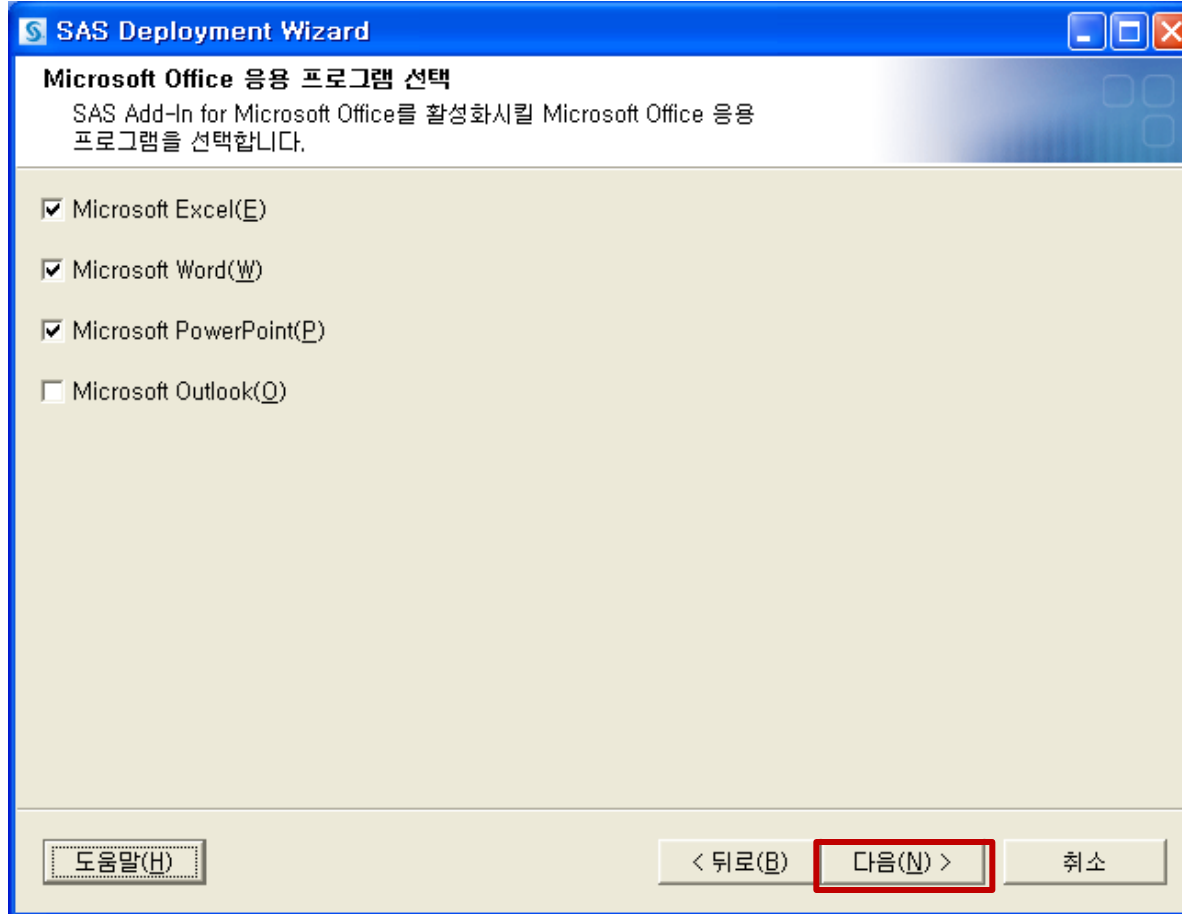 SAS Deployment Wizard
Microsoft Office 응용 프로그램 선택
SAS Add-In for Microsoft Office를 활성화시킬 Microsoft Office 응용
프로그램을 선택합니다.
Microsoft Excel(E)
Microsoft Word(W)
Microsoft PowerPoint(P)
Microsoft Outlook(O)
도움말(H)
< 뒤로(B)
다음(N) >
취소